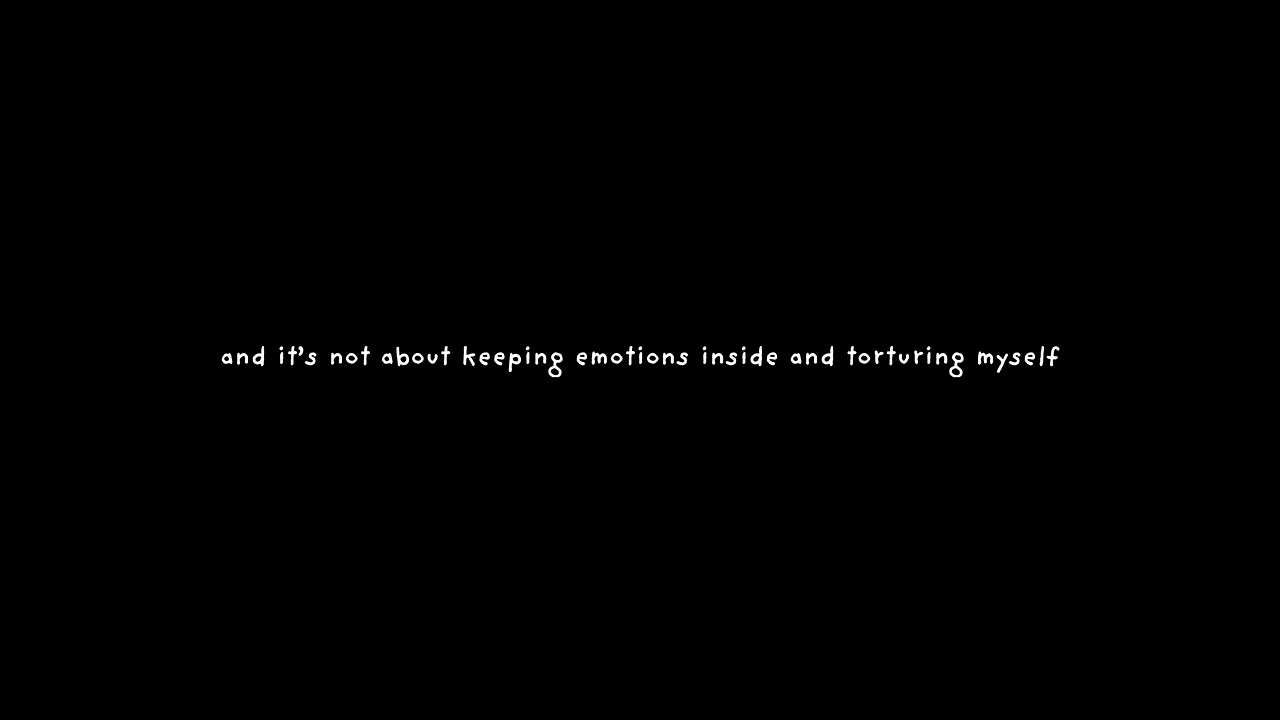 and it's not about keeping emotions inside and torturing myself